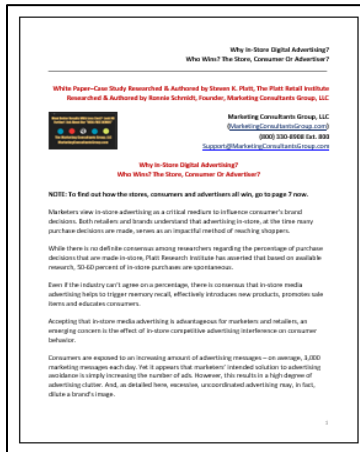 Why In-Store Digital Advertising?
Who Wins? The Store, Consumer Or Advertiser?
White Paper–Case Study Researched & Authored by Steven K. Platt, The Platt Retail Institute
Researched & Authored by Ronnie Schmidt, Founder, Marketing Consultants Group, LLC
Marketing Consultants Group, LLC
(MarketingConsultantsGroup.com)
(800) 330-8988 Ext. 800
Support@MarketingConsultantsGroup.com
Why In-Store Digital Advertising?
Who Wins? The Store, Consumer Or Advertiser?
NOTE: To find out how the stores, consumers and advertisers all win, go to page 7 now.
Marketers view in-store advertising as a critical medium to influence consumer's brand
decisions. Both retailers and brands understand that advertising in-store, at the time many
purchase decisions are made, serves as an impactful method of reaching shoppers.
While there is no definite consensus among researchers regarding the percentage of purchase
decisions that are made in-store, Platt Research Institute has asserted that based on available
research, 50-60 percent of in-store purchases are spontaneous.
Even if the industry can't agree on a percentage, there is consensus that in-store media
advertising helps to trigger memory recall, effectively introduces new products, promotes sale
items and educates consumers.
Accepting that in-store media advertising is advantageous for marketers and retailers, an
emerging concern is the effect of in-store competitive advertising interference on consumer
behavior.
Consumers are exposed to an increasing amount of advertising messages – on average, 3,000
marketing messages each day. Yet it appears that marketers' intended solution to advertising
avoidance is simply increasing the number of ads. However, this results in a high degree of
advertising clutter. And, as detailed here, excessive, uncoordinated advertising may, in fact,
dilute a brand's image.